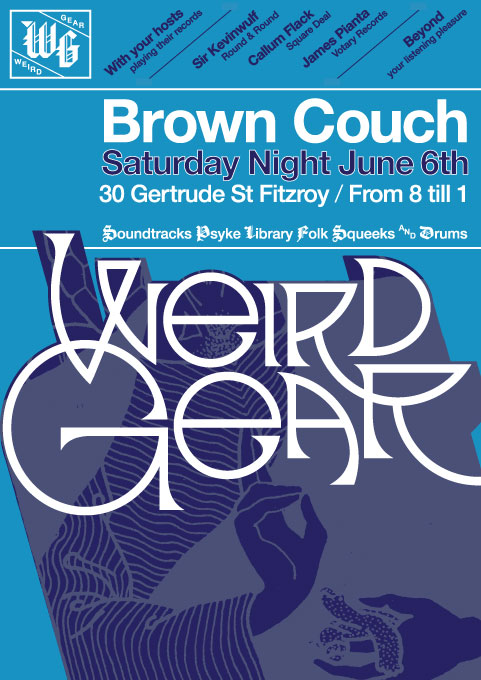 WG
GEAR
WEIRD
With your hosts
playing their records
Sir Kevinwulf
Round & Round
Callum Flack
Square Deal
James Pianta
Votary Records
Beyond
your listening pleasure
Brown Couch
Saturday Night June 6th
30 Gertrude St Fitzroy / From 8 till 1
Soundtracks Psyke Library Folk Squeeks AND Drums
WEIRD
GEAR